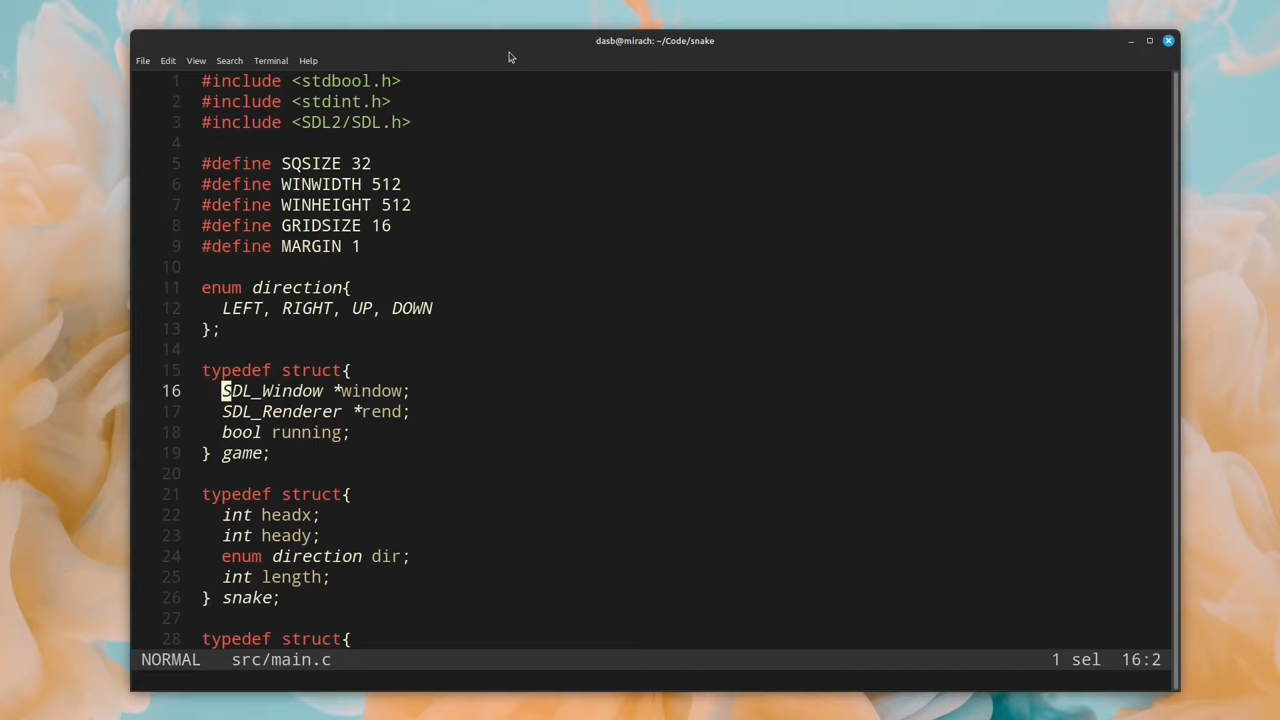 dasb@mirach: ~/Code/snake
File Edit View Search Terminal Help
1 #include <stdbool.h>
2 #include <stdint.h>
3 #include <SDL2/SDL.h>
4
5 #define SQSIZE 32
6 #define WINWIDTH 512
7 #define WINHEIGHT 512
8 #define GRIDSIZE 16
9 #define MARGIN 1
10
11 enum direction{
12   LEFT, RIGHT, UP, DOWN
13 };
14
15 typedef struct{
16   SDL_Window *window;
17   SDL_Renderer *rend;
18   bool running;
19 } game;
20
21 typedef struct{
22   int headx;
23   int heady;
24   enum direction dir;
25   int length;
26 } snake;
27
28 typedef struct{
NORMAL src/main.c 1 sel 16:2